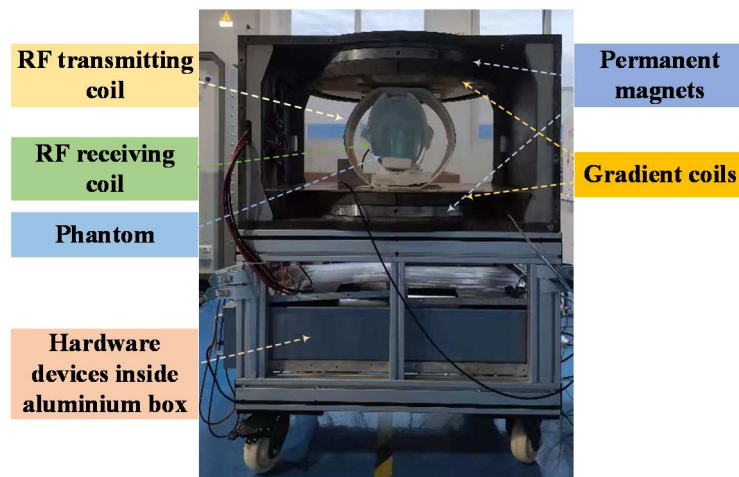 RF transmitting
coil
RF receiving
coil
Phantom
Hardware
devices inside
aluminium box
Permanent
magnets
Gradient coils